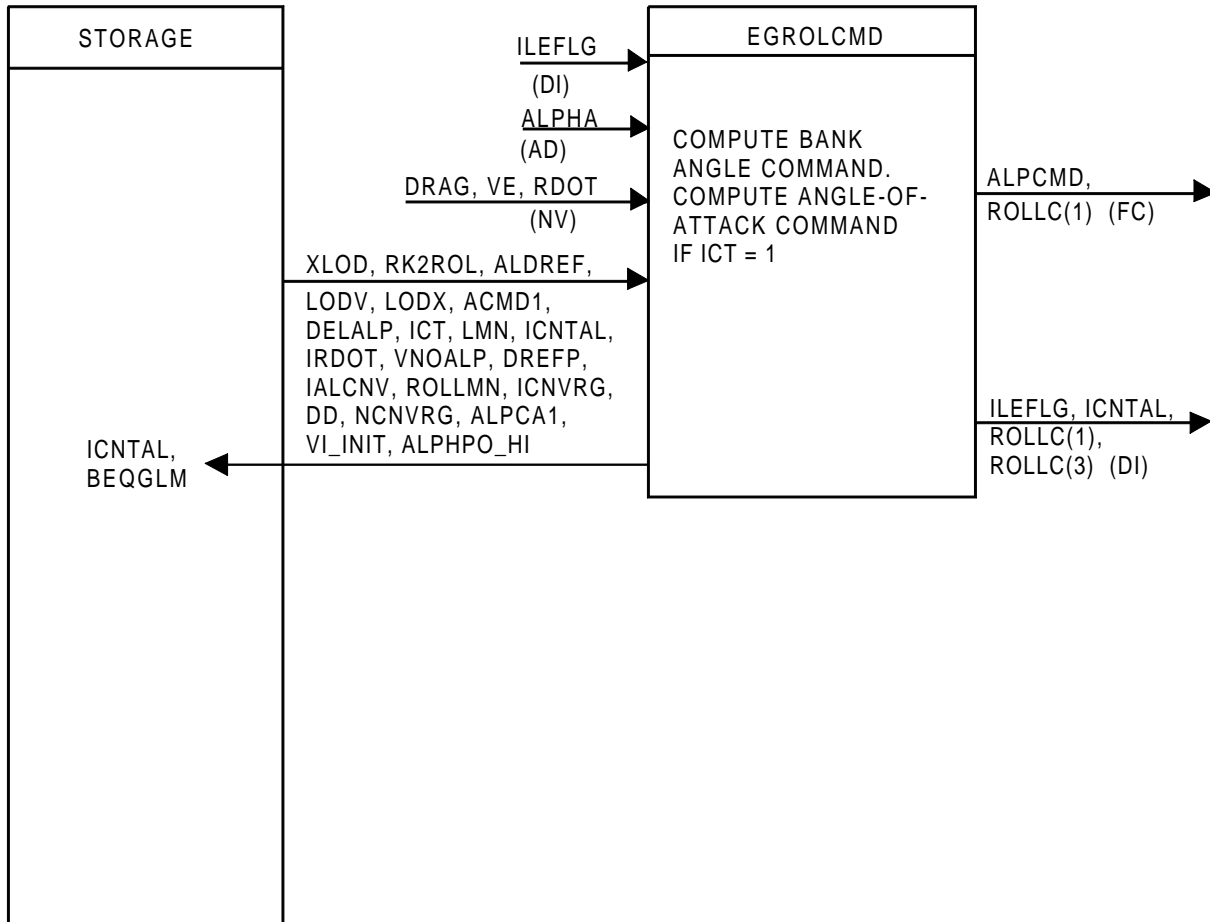 STORAGE
EGROLCMD
ILEFLG
(DI)
ALPHA
(AD)
DRAG, VE, RDOT
(NV)
COMPUTE BANK
ANGLE COMMAND.
COMPUTE ANGLE-OF-
ATTACK COMMAND
IF ICT = 1
ALPCMD,
ROLLC(1) (FC)
XLOD, RK2ROL, ALDREF,
LODV, LODX, ACMD1,
DELALP, ICT, LMN, ICNTAL,
IRDOT, VNOALP, DREFP,
IALCNV, ROLLMN, ICNVRG,
DD, NCNVRG, ALPCA1,
VI_INIT, ALPHPO_HI
ILEFLG, ICNTAL,
ROLLC(1),
ROLLC(3) (DI)
ICNTAL,
BEQGLM